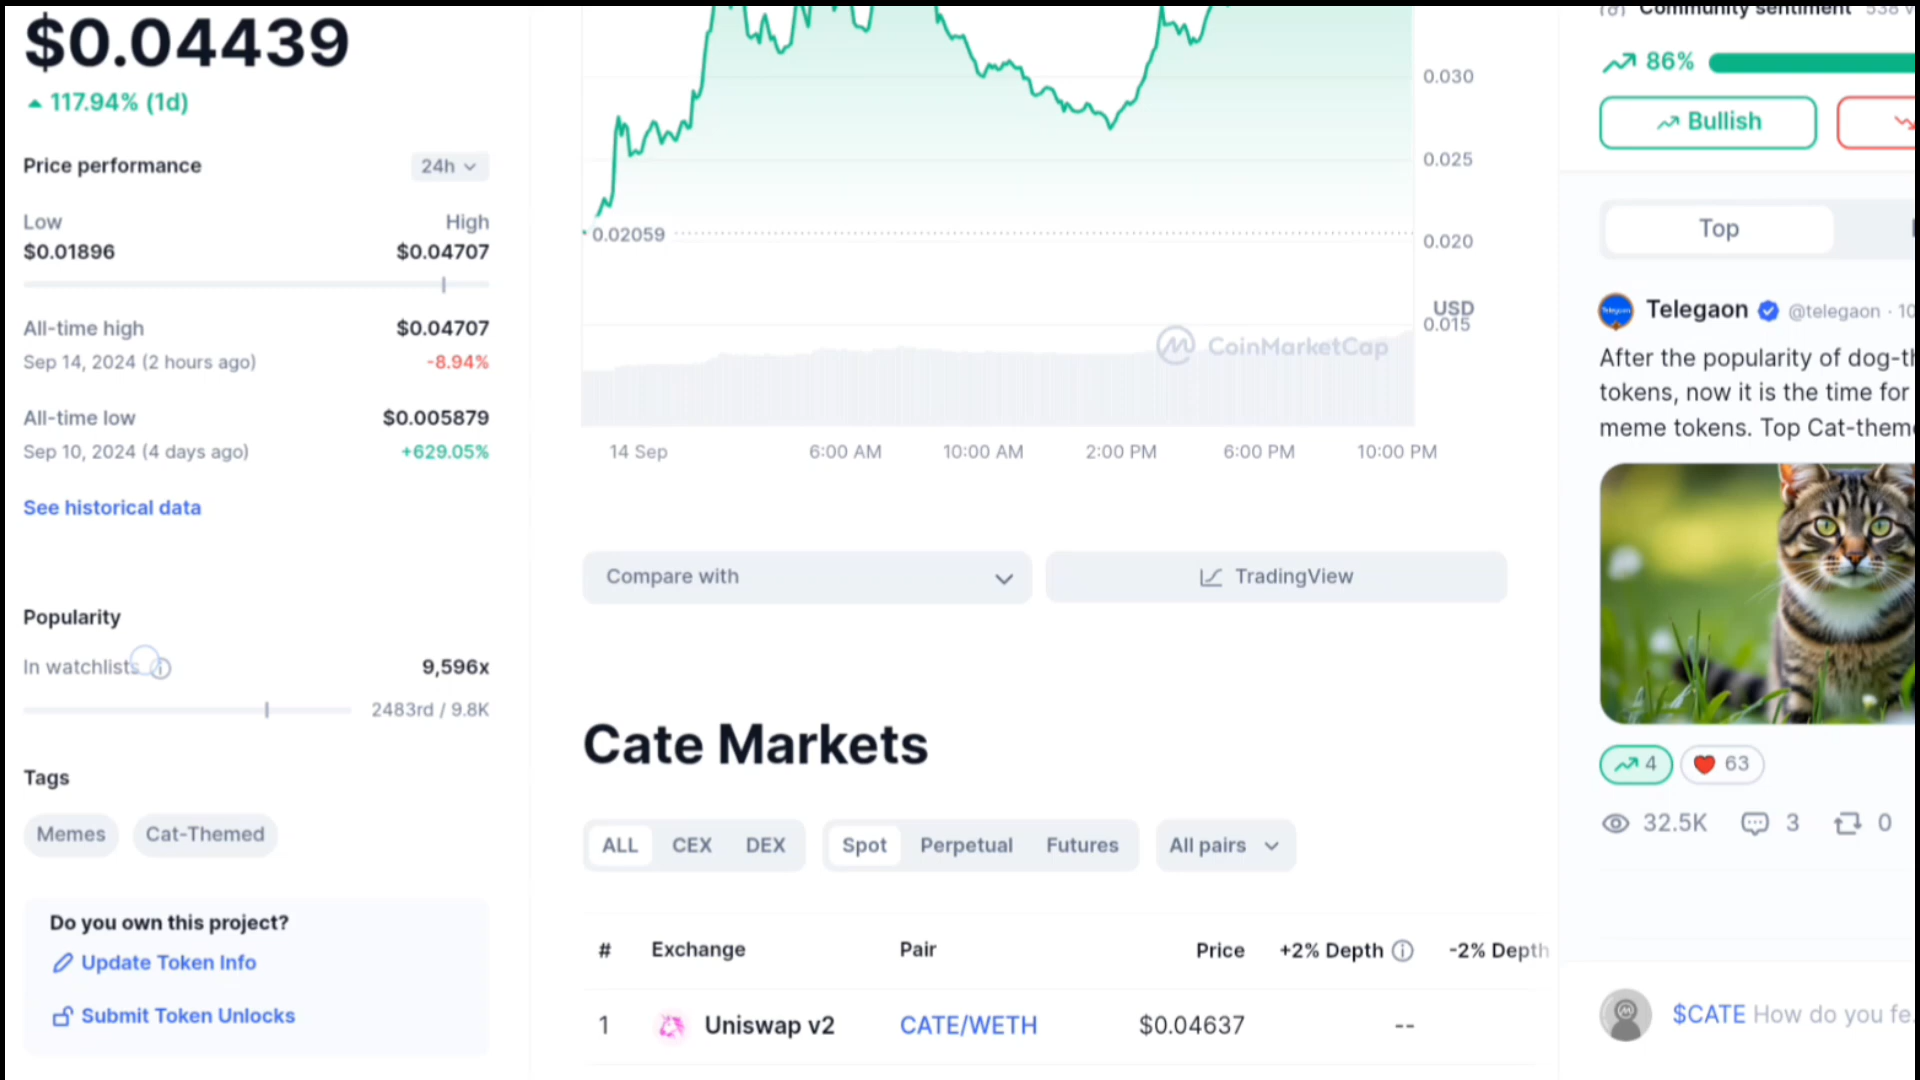 $0.04439
117.94% (1d)
Price performance
24h
Low
High
$0.01896
$0.04707
All-time high
$0.04707
Sep 14, 2024 (2 hours ago)
-8.94%
All-time low
$0.005879
Sep 10, 2024 (4 days ago)
+629.05%
See historical data
Popularity
In watchlists
9,596x
2483rd / 9.8K
Tags
Memes
Cat-Themed
Do you own this project?
Update Token Info
Submit Token Unlocks
0.030
0.025
0.02059
0.020
USD
0.015
CoinMarketCap
14 Sep
6:00 AM
10:00 AM
2:00 PM
6:00 PM
10:00 PM
Compare with
TradingView
Cate Markets
ALL
CEX
DEX
Spot
Perpetual
Futures
All pairs
# Exchange Pair Price +2% Depth -2% Depth
1 Uniswap v2 CATE/WETH $0.04637 --
Community sentiment
86%
Bullish
Top
Telegaon @telegaon ·
After the popularity of
tokens, now it is the time for
meme tokens. Top
4
63
32.5K
3
0
$CATE How do you